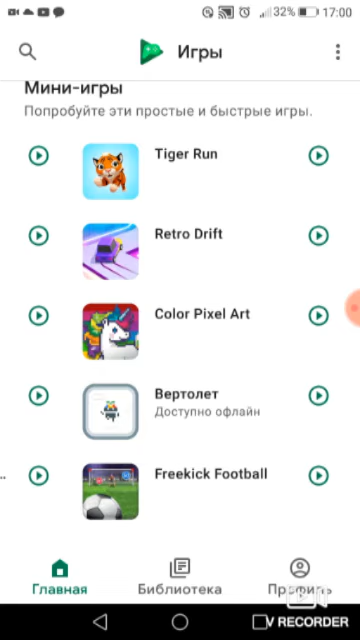 32% 17:00
Игры
Мини-игры
Попробуйте эти простые и быстрые игры.
Tiger Run
Retro Drift
Color Pixel Art
Вертолет
Доступно офлайн
Freekick Football
..
Главная
Библиотека
Профиль
V RECORDER